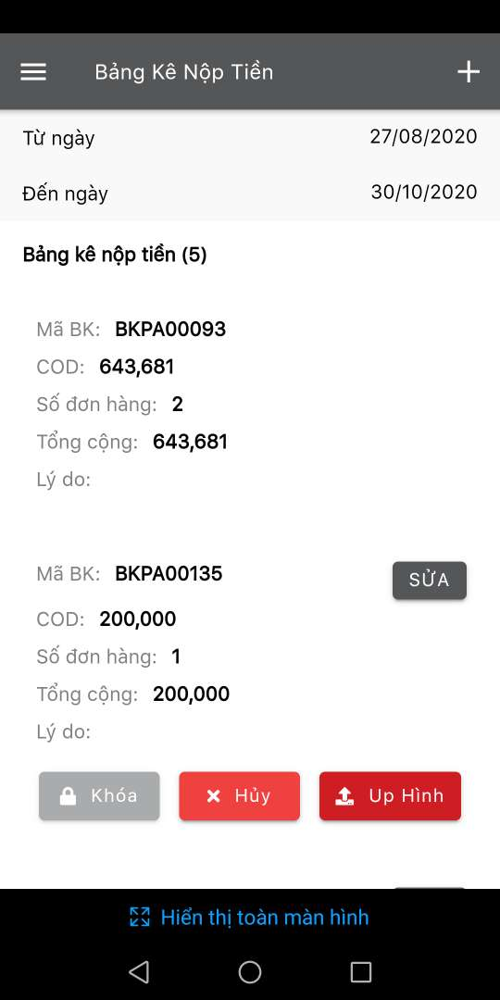 Bảng Kê Nộp Tiền
Từ ngày 27/08/2020
Đến ngày 30/10/2020
Bảng kê nộp tiền (5)
Mã BK: BKPA00093
COD: 643,681
Số đơn hàng: 2
Tổng cộng: 643,681
Lý do:
Mã BK: BKPA00135 SỬA
COD: 200,000
Số đơn hàng: 1
Tổng cộng: 200,000
Lý do:
Khóa Hủy Up Hình
Hiển thị toàn màn hình